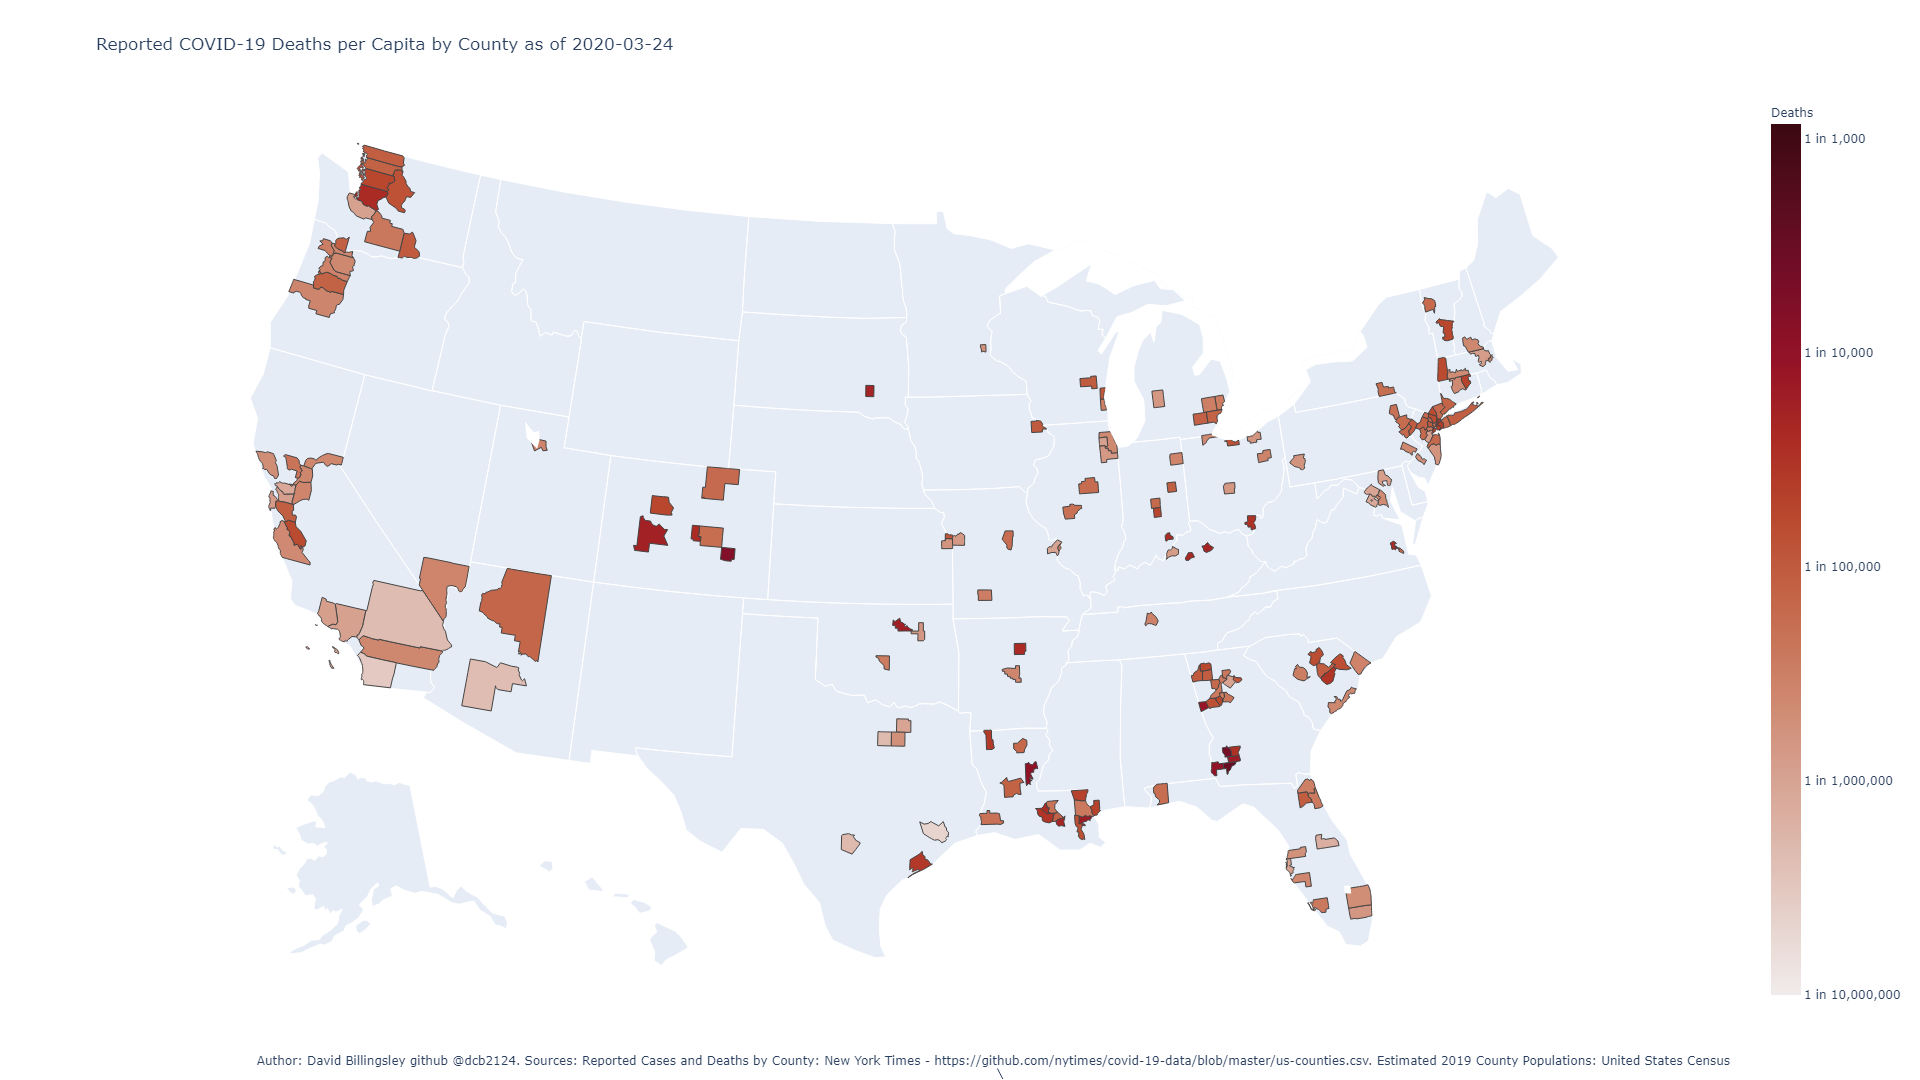 Reported COVID-19 Deaths per Capita by County as of 2020-03-24
Deaths
1 in 1,000
1 in 10,000
1 in 100,000
1 in 1,000,000
1 in 10,000,000
Author: David Billingsley github @dcb2124. Sources: Reported Cases and Deaths by County: New York Times - https://github.com/nytimes/covid-19-data/blob/master/us-counties.csv. Estimated 2019 County Populations: United States Census